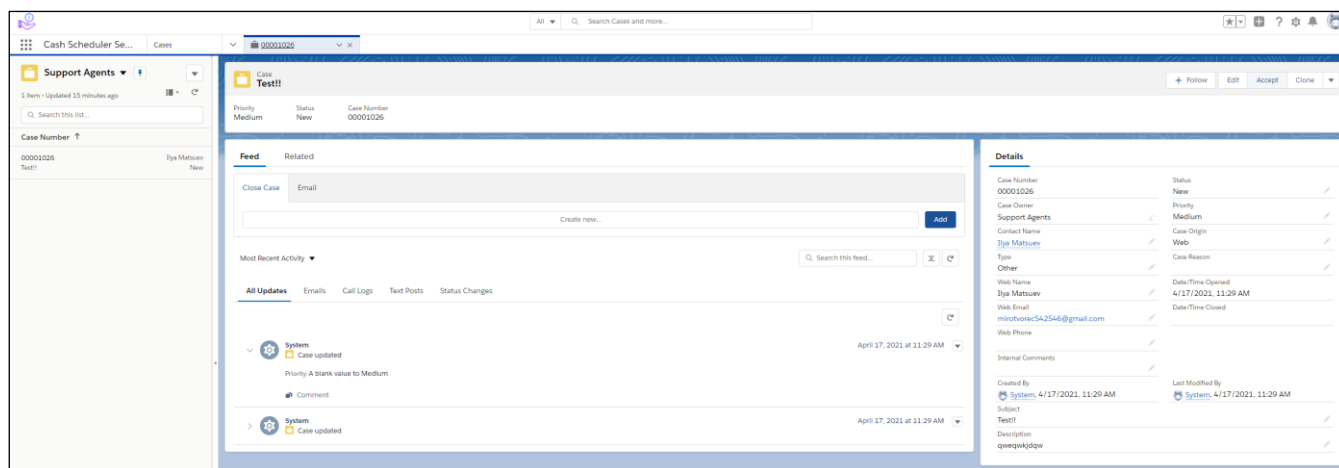 All
Search Cases and more...
Cash Scheduler Se...
Cases
00001026
Support Agents
1 item • Updated 15 minutes ago
Search this list...
Case Number ↑
00001026
Ilya Matsuev
Test!!
New
Case
Test!!
+ Follow
Edit
Accept
Clone
Priority
Status
Case Number
Medium
New
00001026
Feed
Related
Close Case
Email
Create new...
Add
Most Recent Activity
Search this feed...
All Updates
Emails
Call Logs
Text Posts
Status Changes
System
April 17, 2021 at 11:29 AM
Case updated
Priority: A blank value to Medium
Comment
System
April 17, 2021 at 11:29 AM
Case updated
Details
Case Number
Status
00001026
New
Case Owner
Priority
Support Agents
Medium
Contact Name
Case Origin
Ilya Matsuev
Web
Type
Case Reason
Other
Web Name
Date/Time Opened
Ilya Matsuev
4/17/2021, 11:29 AM
Web Email
Date/Time Closed
mirotvorec542546@gmail.com
Web Phone
Internal Comments
Created By
Last Modified By
System, 4/17/2021, 11:29 AM
System, 4/17/2021, 11:29 AM
Subject
Test!!
Description
qweqwkjdqw